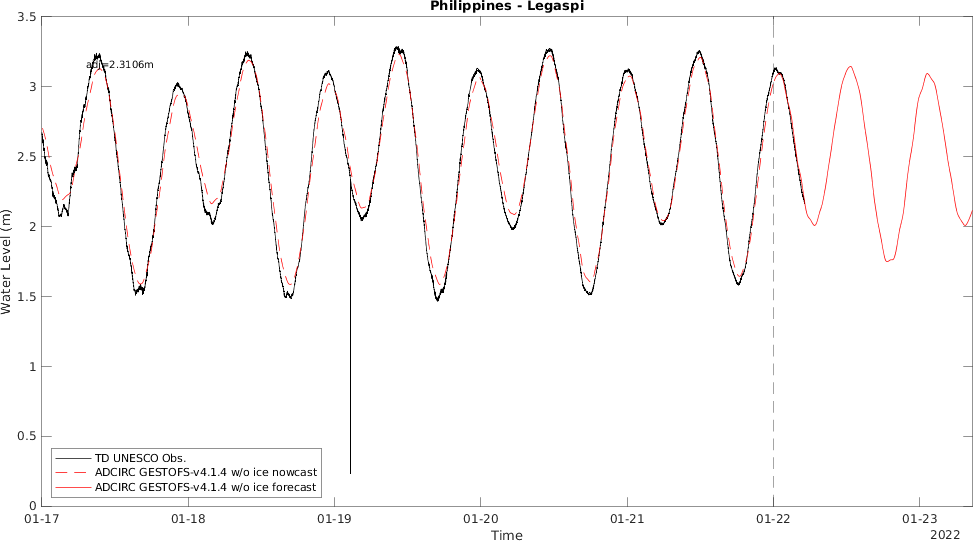 Philippines - Legaspi
3.5
adj=2.3106m
3
2.5
2
Water Level (m)
1.5
1
0.5
TD UNESCO Obs.
ADCIRC GESTOFS-v4.1.4 w/o ice nowcast
ADCIRC GESTOFS-v4.1.4 w/o ice forecast
0
01-17 01-18 01-19 01-20 01-21 01-22 01-23
Time
2022